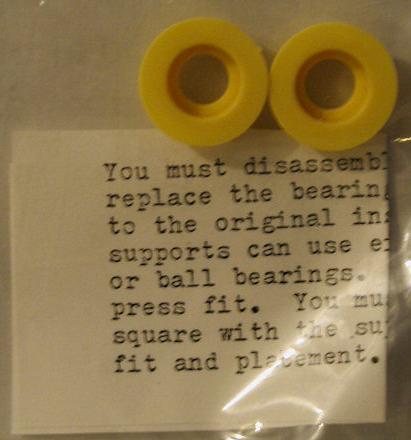 You must disassembl
replace the bearing
to the original ins
supports can use e
or ball bearings.
press fit. You mu
square with the su
fit and placement.